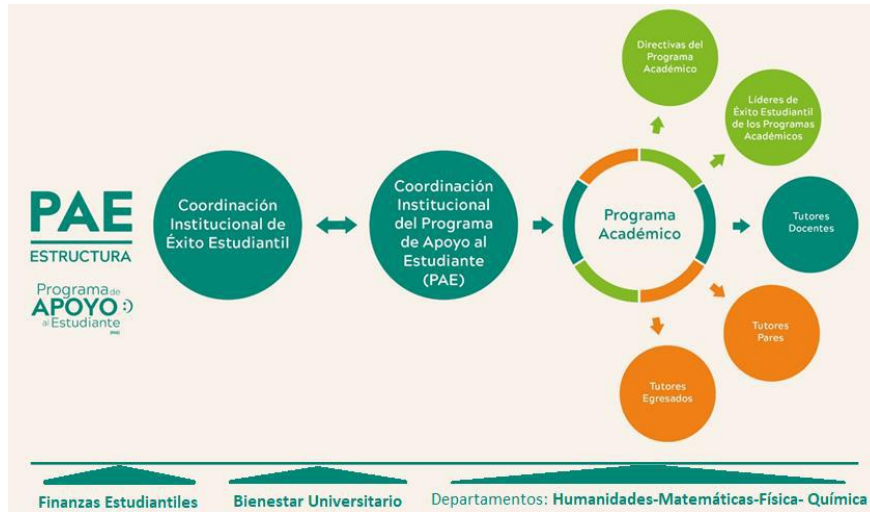 PAE
ESTRUCTURA
Programa de
APOYO :)
al Estudiante
PAE
Coordinación
Institucional de
Éxito Estudiantil
Coordinación
Institucional
del Programa
de Apoyo al
Estudiante
(PAE)
Programa
Académico
Directivas del
Programa
Académico
Líderes de
Éxito Estudiantil
de los Programas
Académicos
Tutores
Docentes
Tutores
Pares
Tutores
Egresados
Finanzas Estudiantiles
Bienestar Universitario
Departamentos: Humanidades-Matemáticas-Física- Química